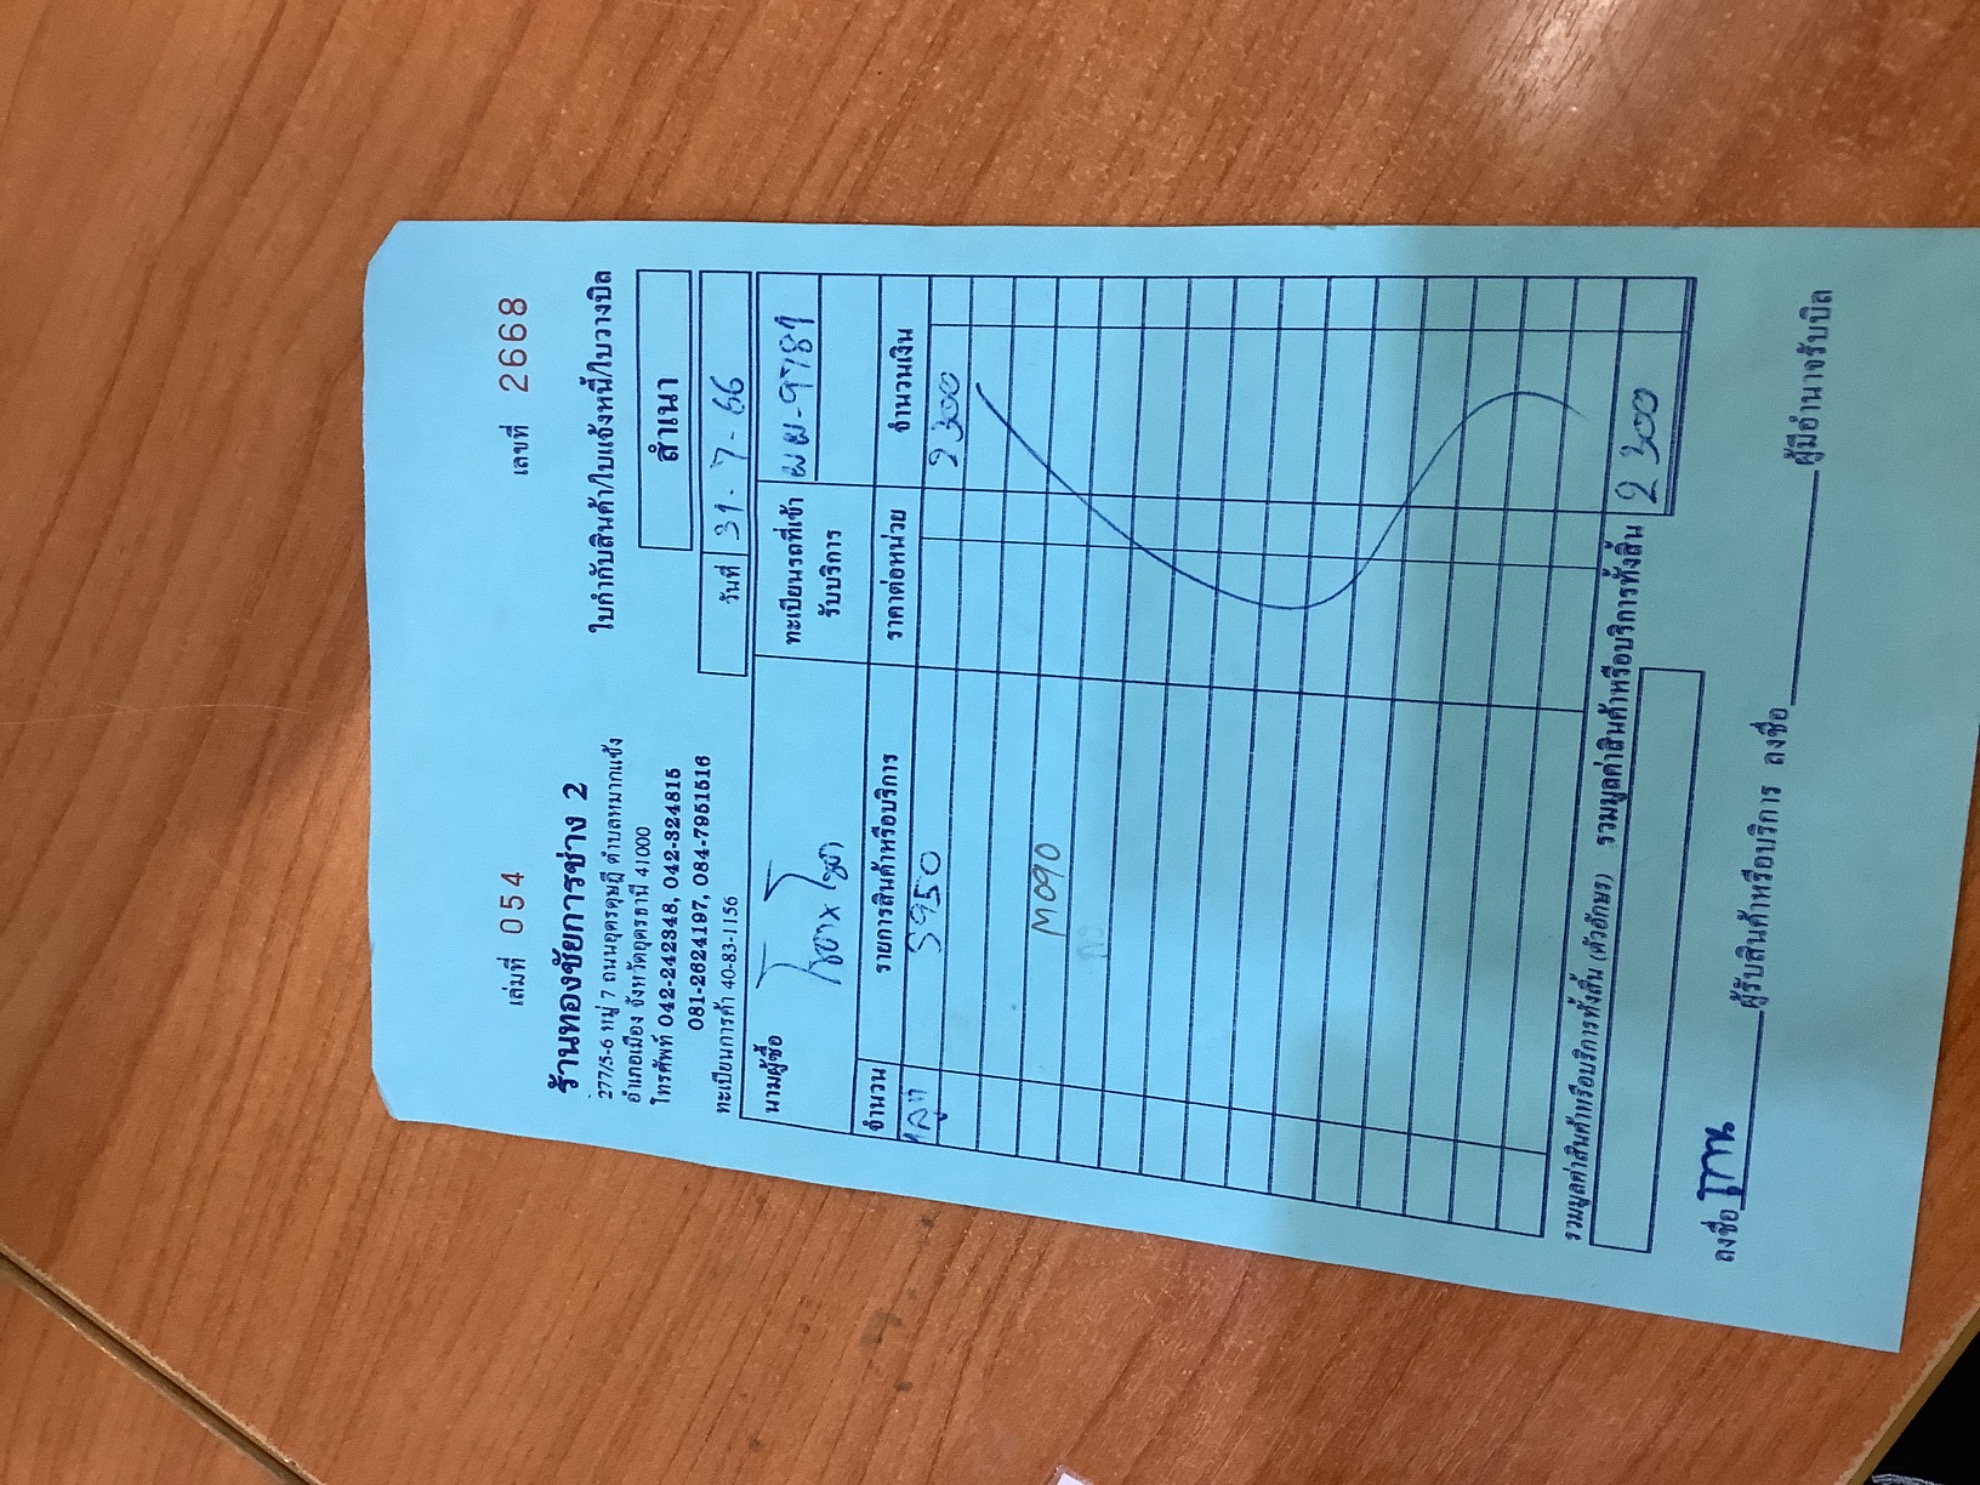 เล่มที่ 054
เลขที่ 2668
ร้านทองชัยการช่าง 2
277/5-6 หมู่ 7 ถนนอุดรดุษฎี ตำบลหมากแข้ง
อำเภอเมือง จังหวัดอุดรธานี 41000
โทรศัพท์ 042-242348, 042-324815
081-2624197, 084-7951516
ทะเบียนการค้า 40-83-1156
ใบกำกับสินค้า/ใบแจ้งหนี้/ใบวางบิล
สำเนา
วันที่ 31-7-66
นามผู้ซื้อ
ทะเบียนรถที่เข้ารับบริการ ผผ-9781
จำนวน รายการสินค้าหรือบริการ ราคาต่อหน่วย จำนวนเงิน
1ลูก S950 2300
M090
รวมมูลค่าสินค้าหรือบริการทั้งสิ้น (ตัวอักษร) รวมมูลค่าสินค้าหรือบริการทั้งสิ้น 2300
ลงชื่อ ผู้รับสินค้าหรือบริการ ลงชื่อ ผู้มีอำนาจรับบิล